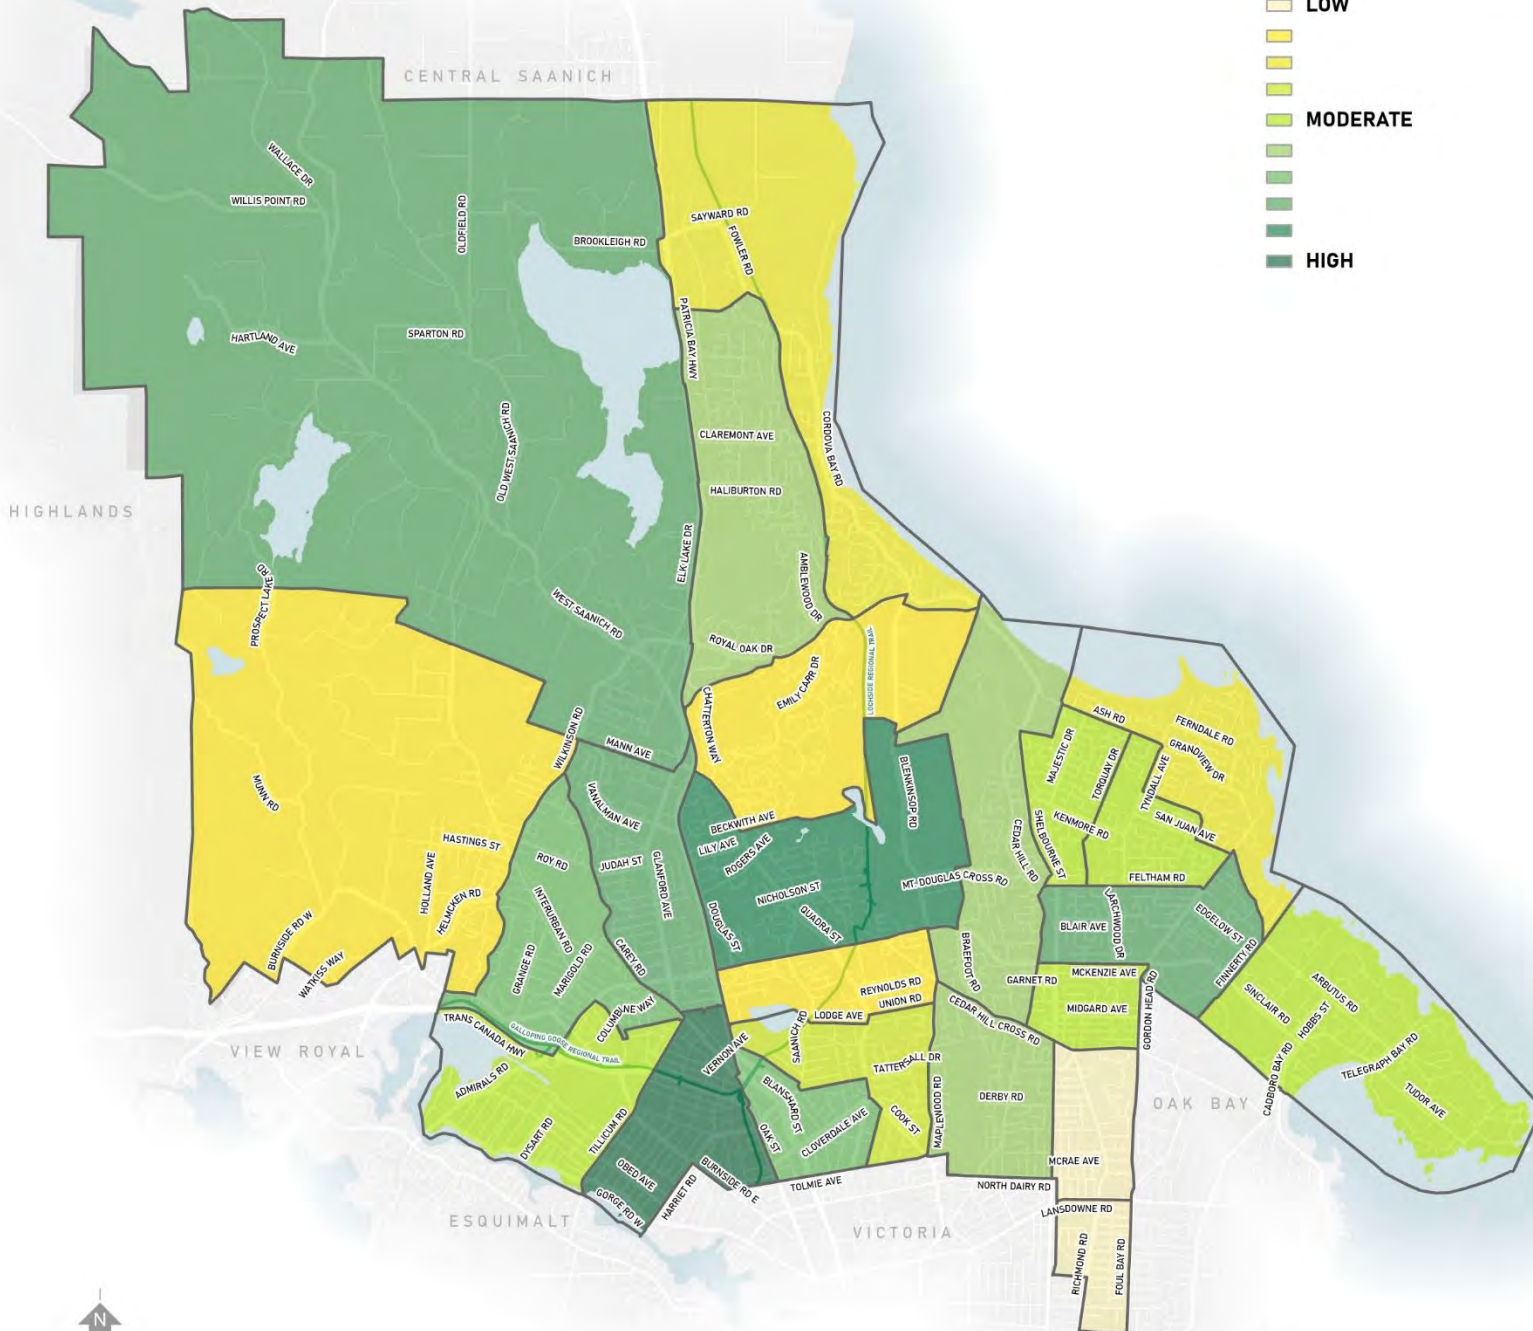 LOW
MODERATE
HIGH
CENTRAL SAANICH
WALLACE DR
WILLIS POINT RD
OLDFIELD RD
BROOKLEIGH RD
SAYWARD RD
FOWLER RD
PATRICIA BAY HWY
HARTLAND AVE
SPARTON RD
OLD WEST SAANICH RD
CLAREMONT AVE
CORDOVA BAY RD
HALIBURTON RD
HIGHLANDS
ELK LAKE DR
AMBLEWOOD DR
PROSPECT LAKE RD
WEST SAANICH RD
ROYAL OAK DR
LOCHSIDE REGIONAL TRAIL
EMILY CARR DR
CHATTERTON WAY
ASH RD
FERNDALE RD
GRANDVIEW DR
MAJESTIC DR
TORQUAY DR
TYNDALL AVE
WILKINSON RD
MANN AVE
MUNN RD
VANALMAN AVE
BLENKINSOP RD
BECKWITH AVE
LILY AVE
ROGERS AVE
KENMORE RD
SAN JUAN AVE
SHELBOURNE ST
CEDAR HILL RD
HASTINGS ST
ROY RD
JUDAH ST
GLANFORD AVE
HOLLAND AVE
HELMCKEN RD
NICHOLSON ST
MT-DOUGLAS CROSS RD
FELTHAM RD
QUADRA ST
DOUGLAS ST
INTERURBAN RD
BLAIR AVE
LARCHWOOD DR
EDGELOW ST
BURNSIDE RD W
WATKISS WAY
GRANGE RD
MARIGOLD RD
CAREY RD
BRAEFOOT RD
FINNERTY RD
GARNET RD
MCKENZIE AVE
REYNOLDS RD
UNION RD
LODGE AVE
CEDAR HILL CROSS RD
MIDGARD AVE
GORDON HEAD RD
SINCLAIR RD
HOBBS ST
ARBUTUS RD
TRANS CANADA HWY
GALLOPING GOOSE REGIONAL TRAIL
COLUMBINE WAY
VERNON AVE
SAANICH RD
TATTERSALL DR
VIEW ROYAL
ADMIRALS RD
TELEGRAPH BAY RD
TUDOR AVE
CADBORO BAY RD
OAK BAY
DERBY RD
MAPLEWOOD RD
BLANSHARD ST
CLOVERDALE AVE
COOK ST
OAK ST
DYSART RD
TILLICUM RD
OBED AVE
BURNSIDE RD E
HARRIET RD
GORGE RD W
TOLMIE AVE
NORTH DAIRY RD
MCRAE AVE
LANSDOWNE RD
ESQUIMALT
VICTORIA
RICHMOND RD
FOUL BAY RD
N